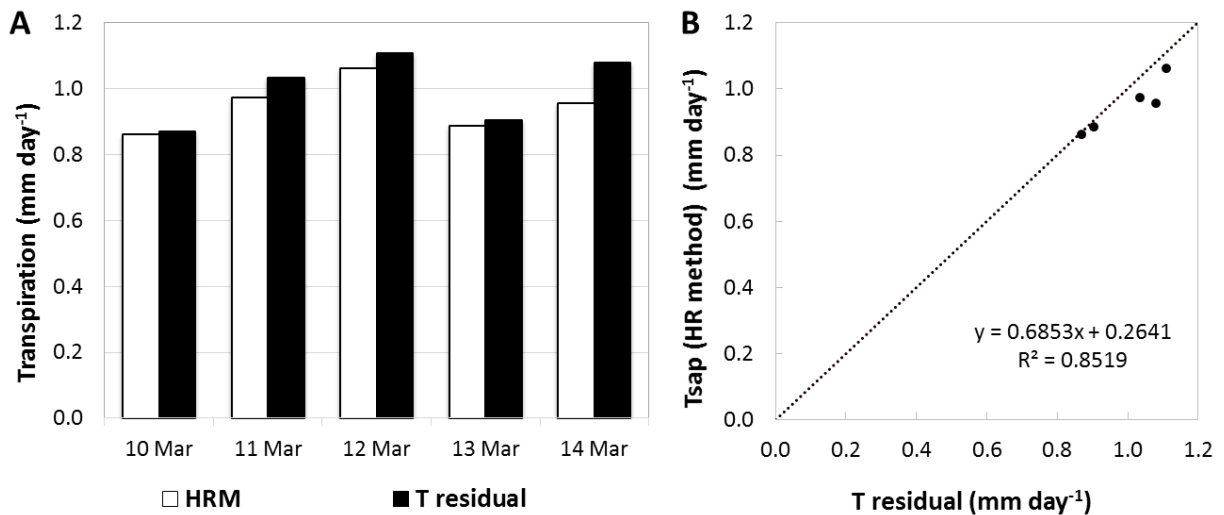 A
Transpiration (mm day⁻¹)
1.2
1.0
0.8
0.6
0.4
0.2
0.0
10 Mar
11 Mar
12 Mar
13 Mar
14 Mar
HRM
T residual
B
Tsap (HR method) (mm day⁻¹)
1.2
1.0
0.8
0.6
0.4
0.2
0.0
y = 0.6853x + 0.2641
R² = 0.8519
0.0
0.2
0.4
0.6
0.8
1.0
1.2
T residual (mm day⁻¹)